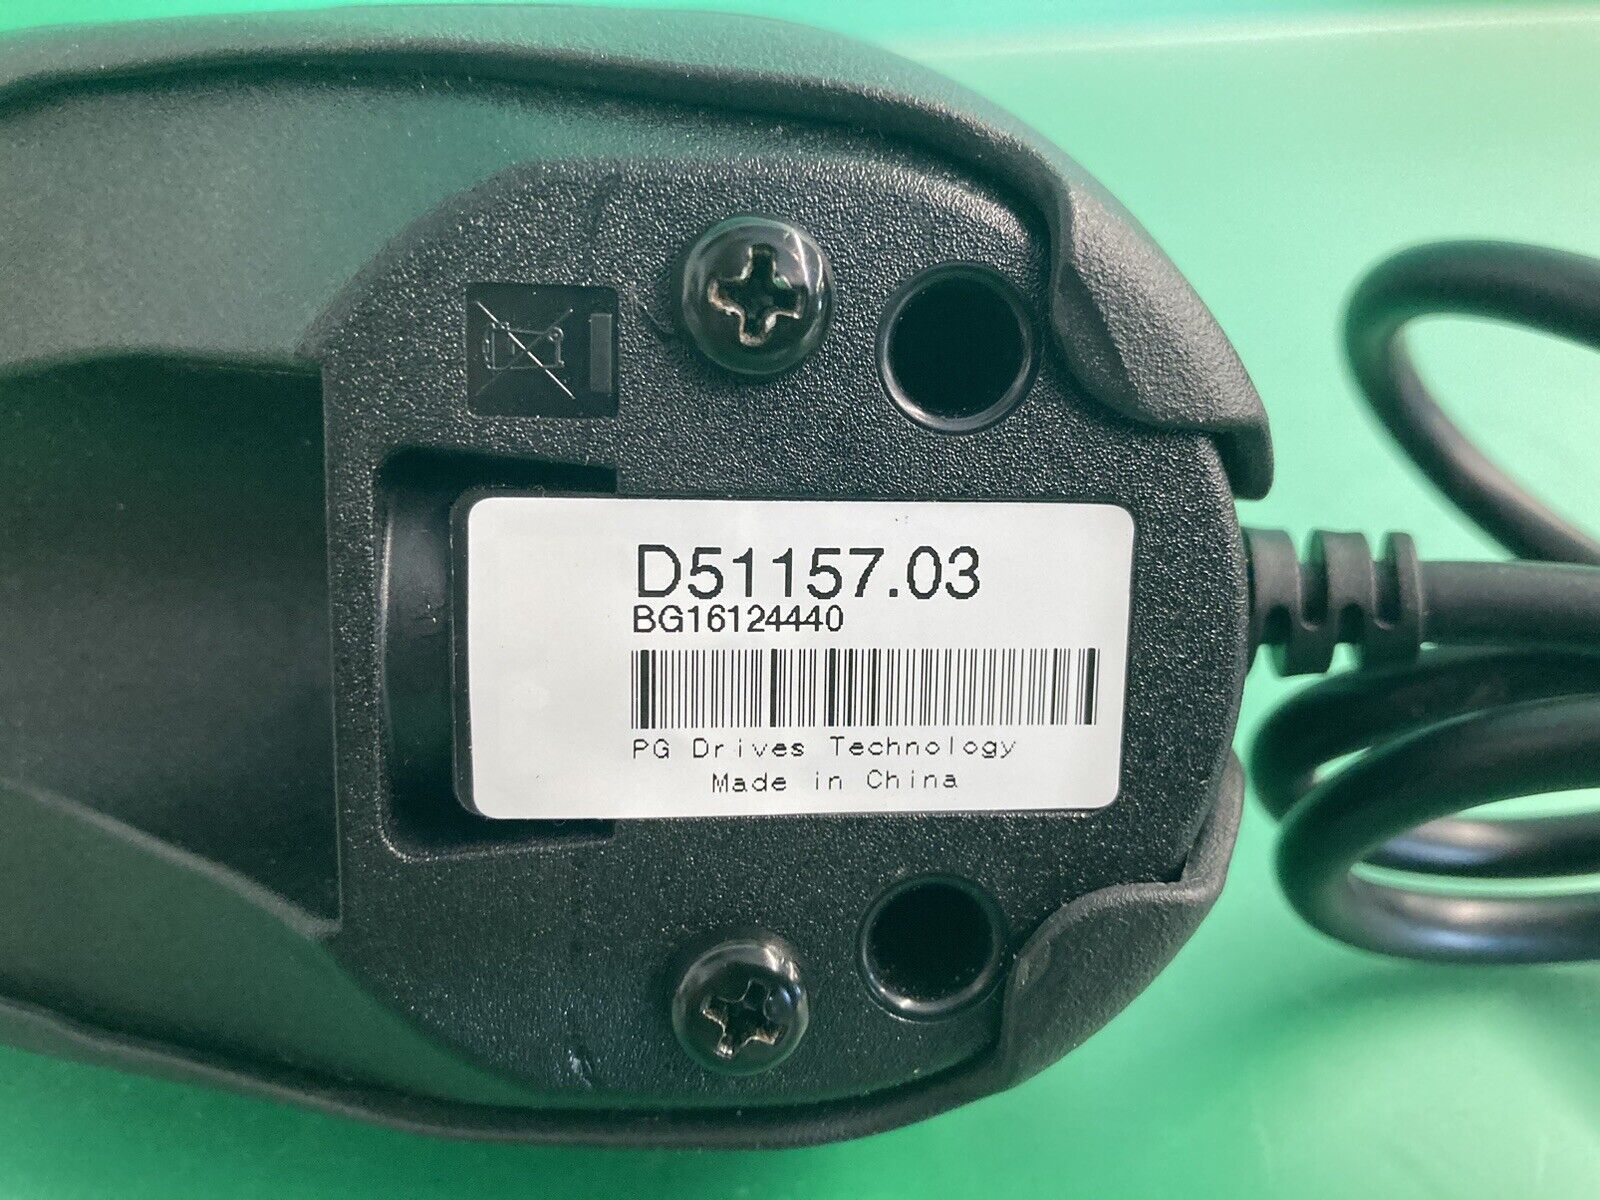 D51157.03
BG16124440
PG Drives Technology
Made in China